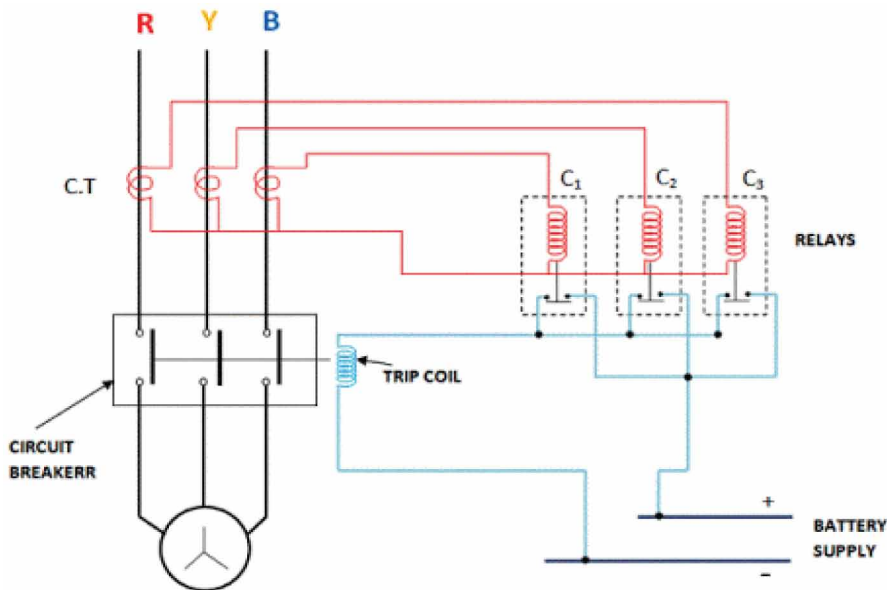 R Y B
C.T
C1 C2 C3
RELAYS
TRIP COIL
CIRCUIT
BREAKERR
+
BATTERY
SUPPLY
-